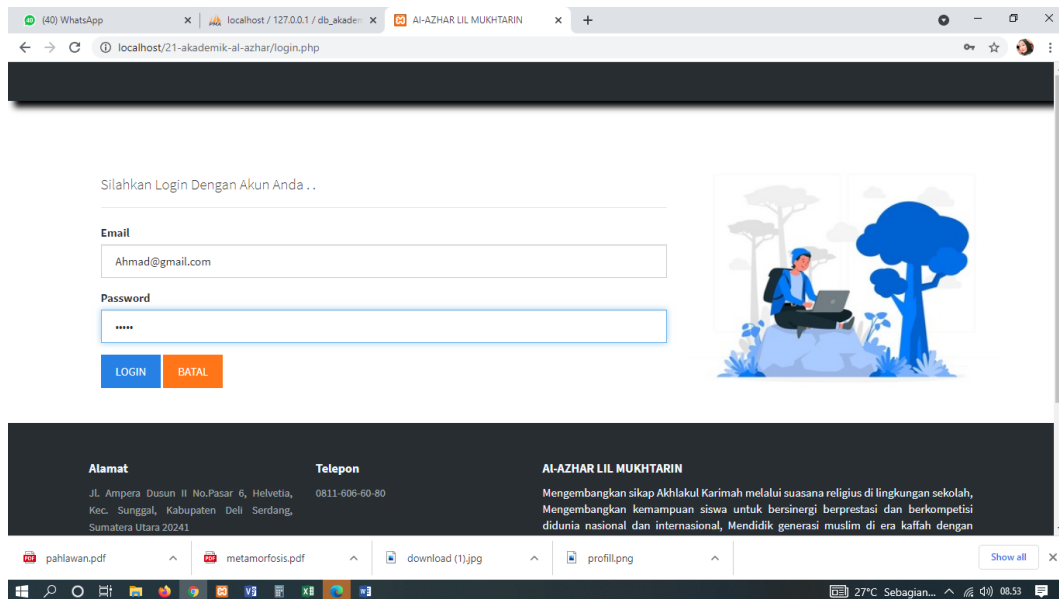 (40) WhatsApp
localhost / 127.0.0.1 / db_akaden
Al-AZHAR LIL MUKHTARIN
localhost/21-akademik-al-azhar/login.php
Silahkan Login Dengan Akun Anda . .
Email
Ahmad@gmail.com
Password
•••••
LOGIN
BATAL
Alamat
JL. Ampera Dusun II No.Pasar 6, Helvetia,
Kec. Sunggal, Kabupaten Deli Serdang,
Sumatera Utara 20241
Telepon
0811-606-60-80
Al-AZHAR LIL MUKHTARIN
Mengembangkan sikap Akhlakul Karimah melalui suasana religius di lingkungan sekolah,
Mengembangkan kemampuan siswa untuk bersinergi berprestasi dan berkompetisi
didunia nasional dan internasional, Mendidik generasi muslim di era kaffah dengan
pahlawan.pdf
metamorfosis.pdf
download (1).jpg
profill.png
Show all
27°C Sebagian...
08.53